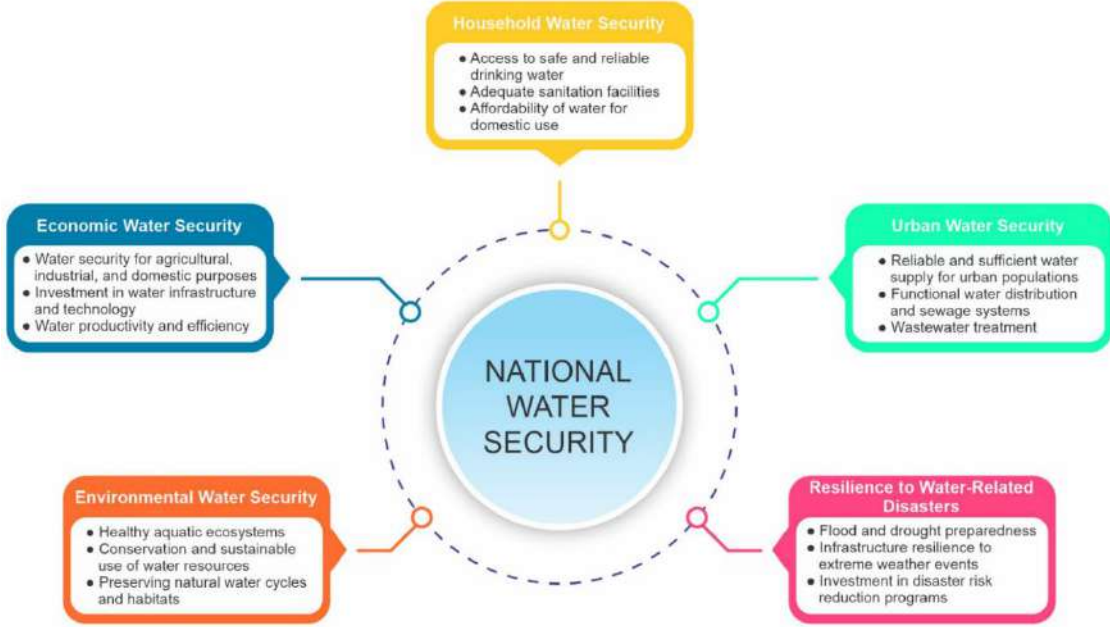 Household Water Security
● Access to safe and reliable
drinking water
● Adequate sanitation facilities
● Affordability of water for
domestic use
Economic Water Security
● Water security for agricultural,
industrial, and domestic purposes
● Investment in water infrastructure
and technology
● Water productivity and efficiency
Urban Water Security
● Reliable and sufficient water
supply for urban populations
● Functional water distribution
and sewage systems
● Wastewater treatment
NATIONAL
WATER
SECURITY
Environmental Water Security
● Healthy aquatic ecosystems
● Conservation and sustainable
use of water resources
● Preserving natural water cycles
and habitats
Resilience to Water-Related
Disasters
● Flood and drought preparedness
● Infrastructure resilience to
extreme weather events
● Investment in disaster risk
reduction programs